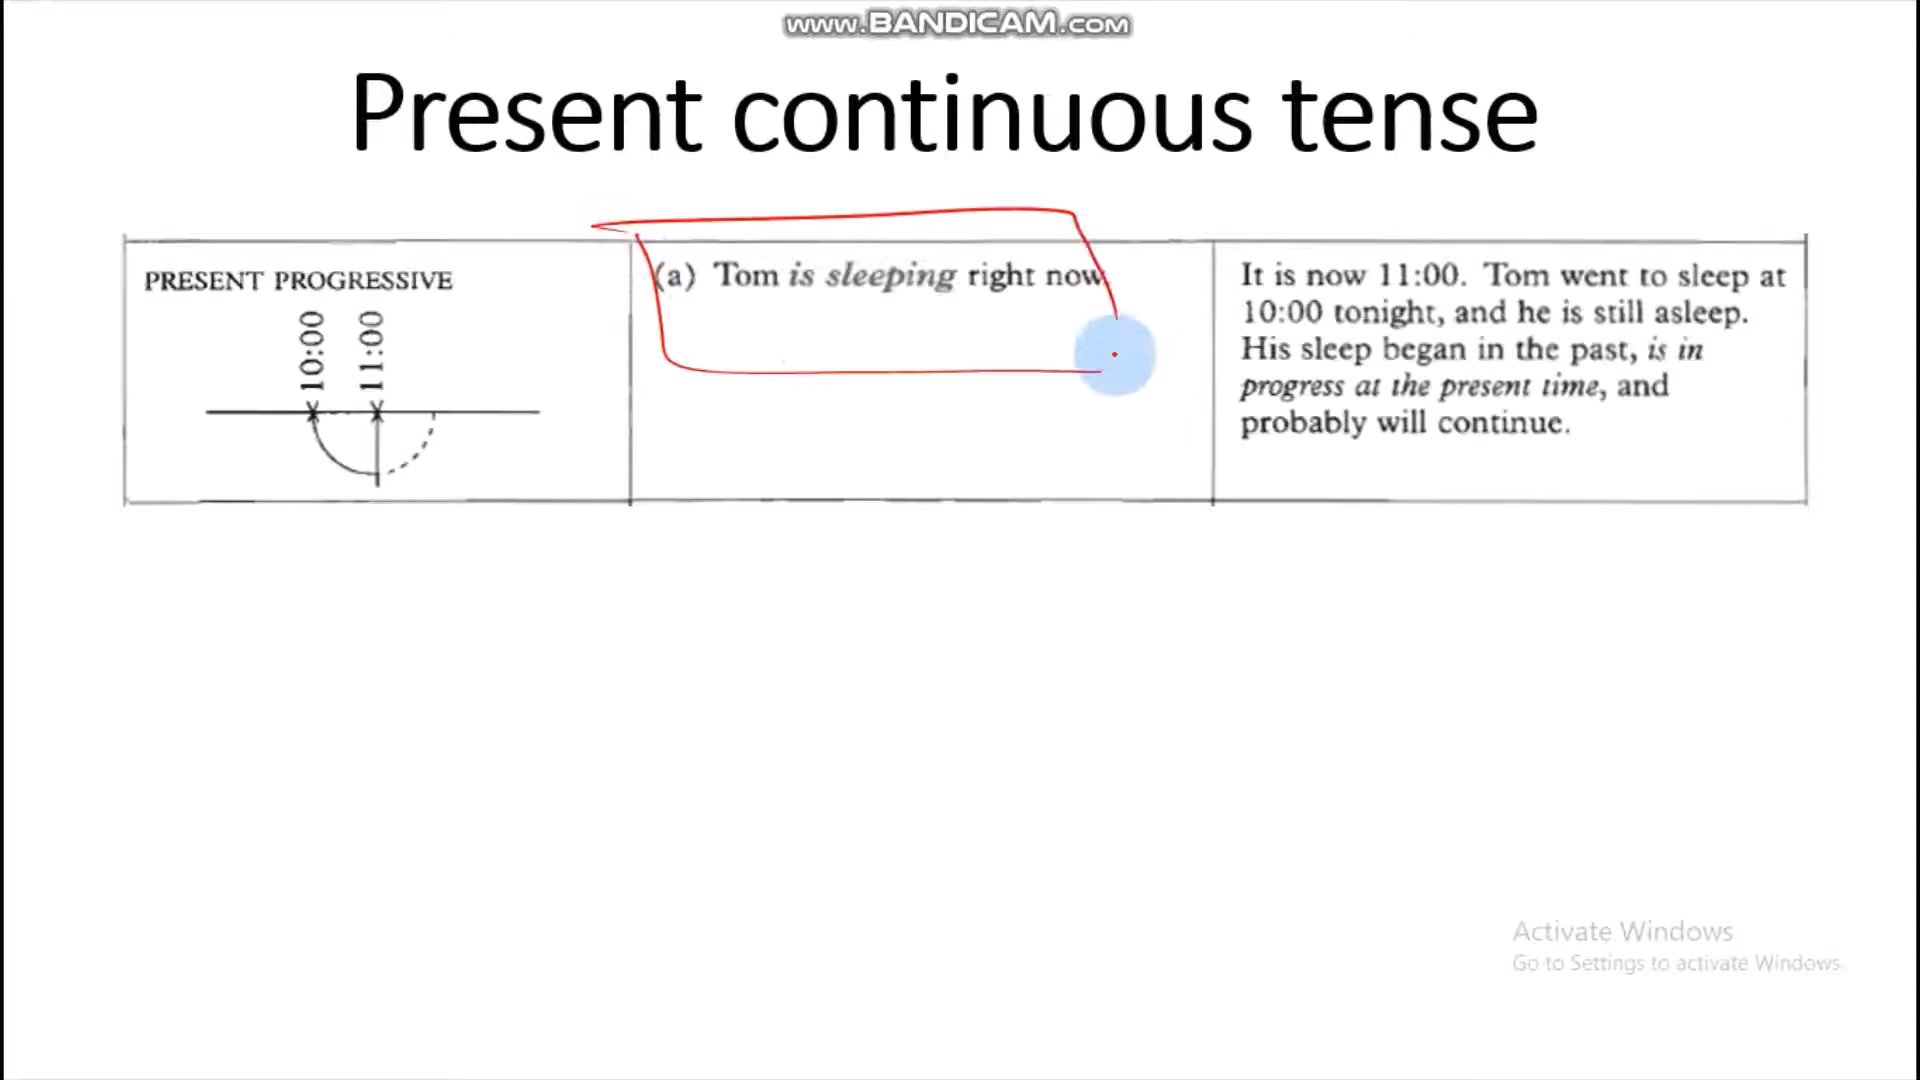 www.BANDICAM.com
Present continuous tense
PRESENT PROGRESSIVE
10:00
11:00
(a) Tom is sleeping right now.
It is now 11:00. Tom went to sleep at
10:00 tonight, and he is still asleep.
His sleep began in the past, is in
progress at the present time, and
probably will continue.
Activate Windows
Go to Settings to activate Windows.